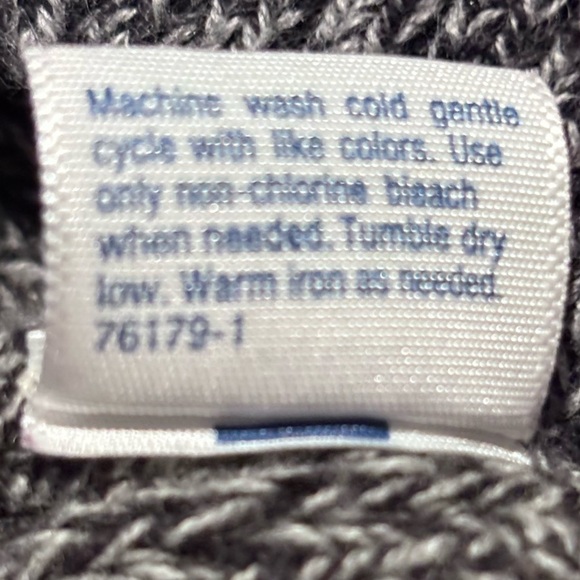 Machine wash cold gentle
cycle with like colors. Use
only non-chlorine bleach
when needed. Tumble dry
low. Warm iron as needed.
76179-1